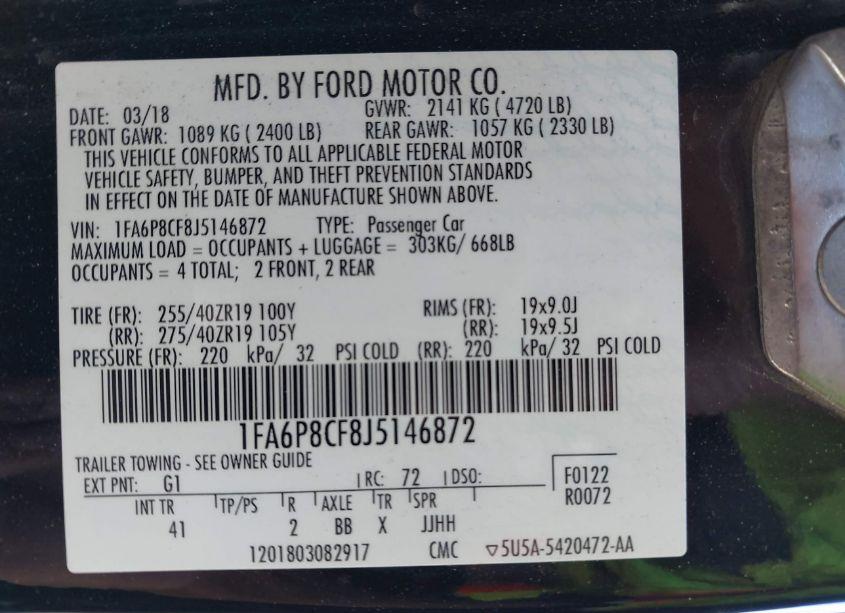 MFD. BY FORD MOTOR CO.
DATE: 03/18 GVWR: 2141 KG ( 4720 LB)
FRONT GAWR: 1089 KG ( 2400 LB) REAR GAWR: 1057 KG ( 2330 LB)
THIS VEHICLE CONFORMS TO ALL APPLICABLE FEDERAL MOTOR
VEHICLE SAFETY, BUMPER, AND THEFT PREVENTION STANDARDS
IN EFFECT ON THE DATE OF MANUFACTURE SHOWN ABOVE.
VIN: 1FA6P8CF8J5146872 TYPE: Passenger Car
MAXIMUM LOAD = OCCUPANTS + LUGGAGE = 303KG/ 668LB
OCCUPANTS = 4 TOTAL; 2 FRONT, 2 REAR
TIRE (FR): 255/40ZR19 100Y RIMS (FR): 19x9.0J
(RR): 275/40ZR19 105Y (RR): 19x9.5J
PRESSURE (FR): 220 kPa/ 32 PSI COLD (RR): 220 kPa/ 32 PSI COLD
1FA6P8CF8J5146872
TRAILER TOWING - SEE OWNER GUIDE
EXT PNT: G1 RC: 72 DSO: F0122
R0072
INT TR TP/PS R AXLE TR SPR
41 2 BB X JJHH
1201803082917 CMC ▽5U5A-5420472-AA